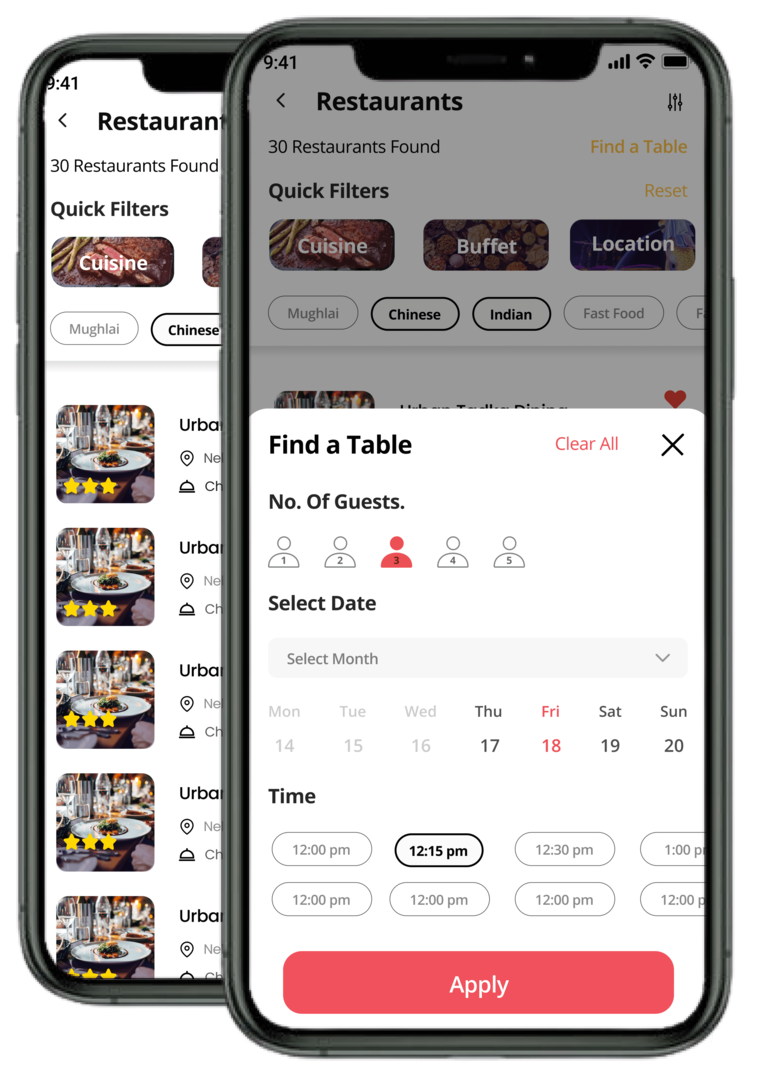 9:41
Restauran
30 Restaurants Found
Quick Filters
Cuisine
Mughlai Chinese
Urba
Ne
Ch
Urba
Ne
Ch
Urba
Ne
Ch
Urba
Ne
Ch
Urba
Ne
Ch
9:41
Restaurants
30 Restaurants Found Find a Table
Quick Filters Reset
Cuisine Buffet Location
Mughlai Chinese Indian Fast Food Fa
Urban Tadka Dining
Find a Table Clear All
No. Of Guests.
1 2 3 4 5
Select Date
Select Month
Mon Tue Wed Thu Fri Sat Sun
14 15 16 17 18 19 20
Time
12:00 pm 12:15 pm 12:30 pm 1:00 p
12:00 pm 12:00 pm 12:00 pm 12:00 p
Apply